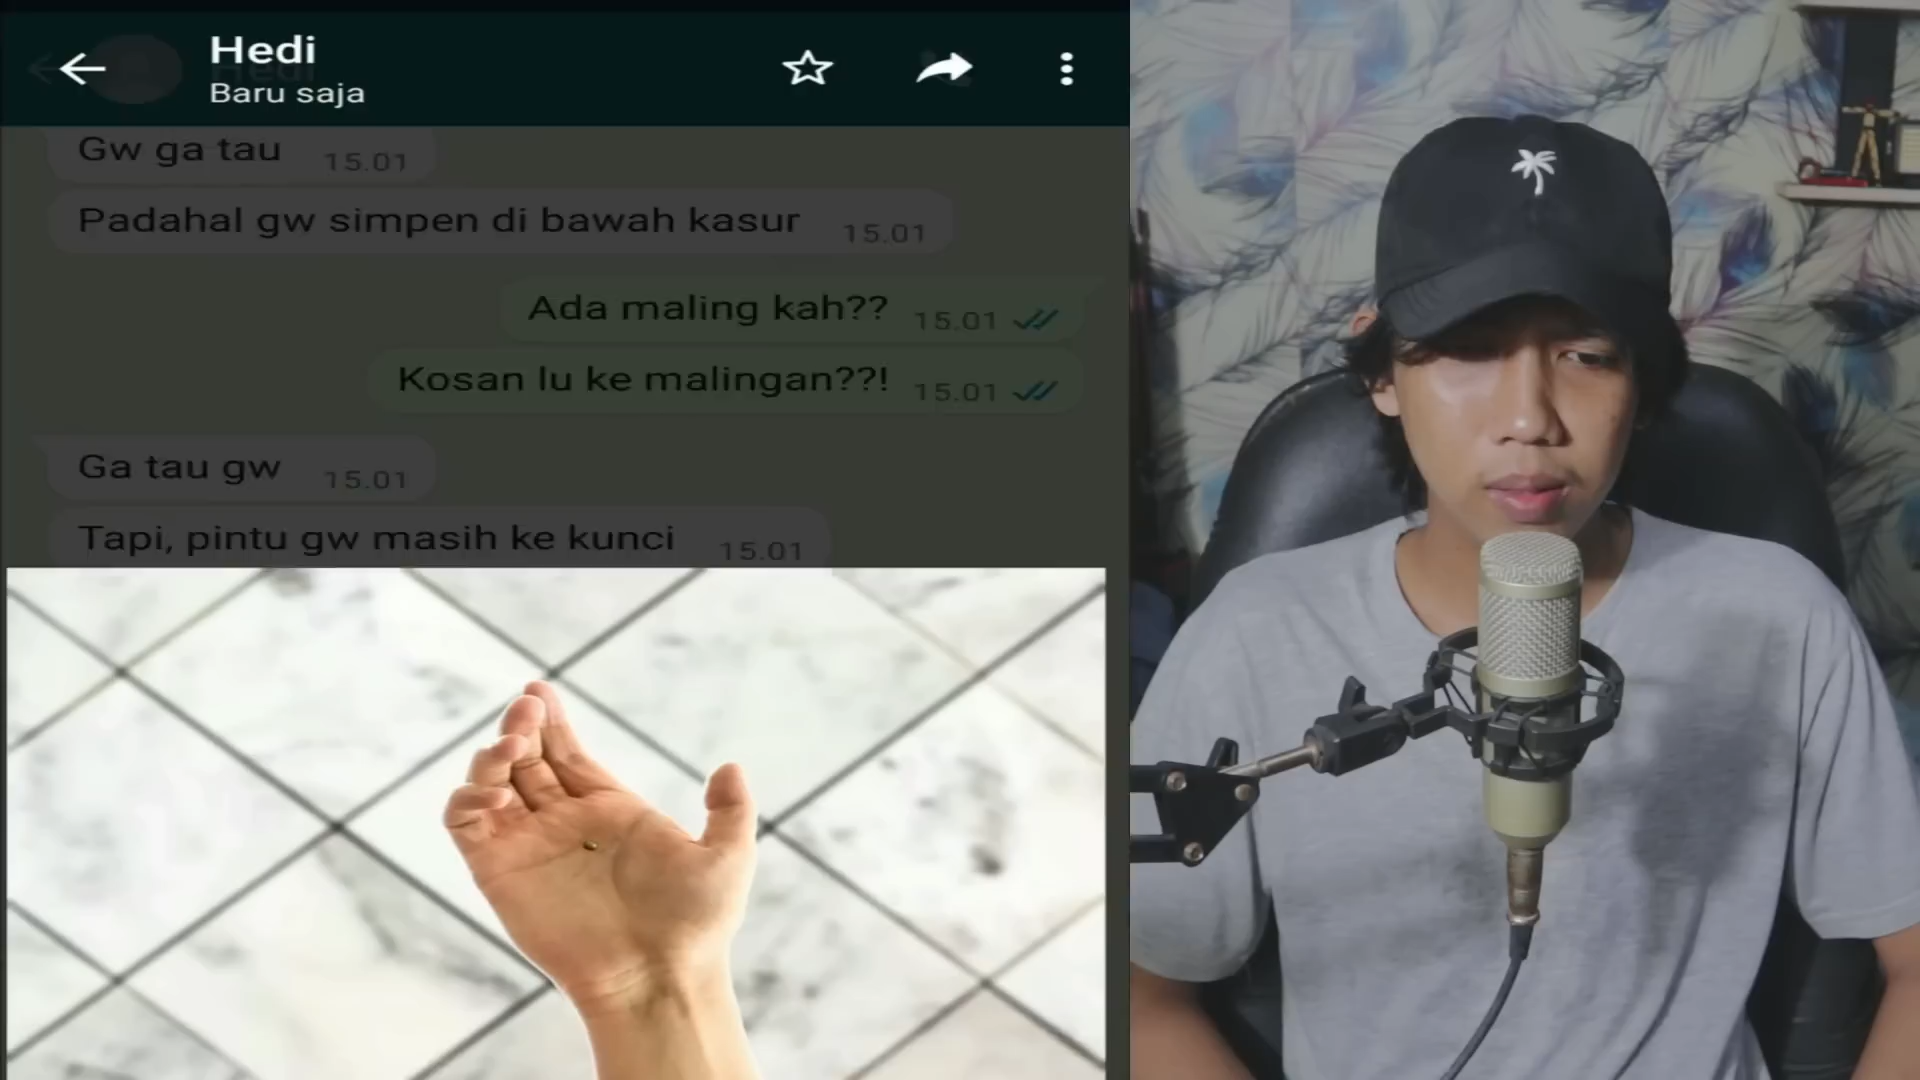 Hedi
Baru saja
Gw ga tau 15.01
Padahal gw simpen di bawah kasur 15.01
Ada maling kah?? 15.01
Kosan lu ke malingan??! 15.01
Ga tau gw 15.01
Tapi, pintu gw masih ke kunci 15.01